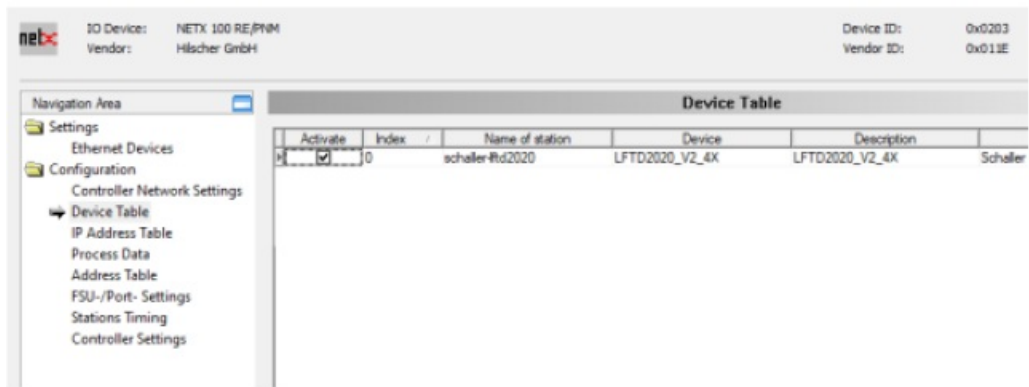 netx
IO Device: NETX 100 RE/PNM Device ID: 0x0203
Vendor: Hilscher GmbH Vendor ID: 0x011E
Navigation Area
Device Table
Settings
Ethernet Devices
Configuration
Controller Network Settings
Device Table
IP Address Table
Process Data
Address Table
FSU-/Port- Settings
Stations Timing
Controller Settings
Activate Index / Name of station Device Description
0 schaller-lftd2020 LFTD2020_V2_4X LFTD2020_V2_4X Schaller